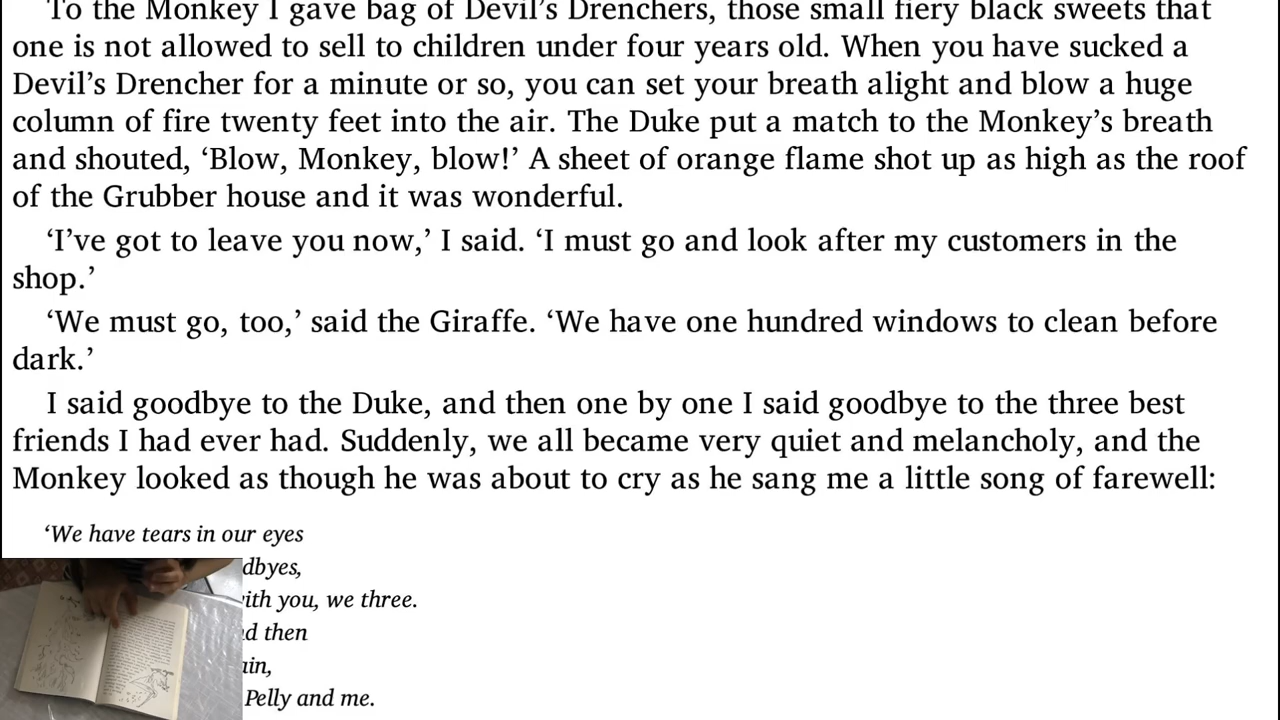 To the Monkey I gave bag of Devil’s Drenchers, those small fiery black sweets that
one is not allowed to sell to children under four years old. When you have sucked a
Devil’s Drencher for a minute or so, you can set your breath alight and blow a huge
column of fire twenty feet into the air. The Duke put a match to the Monkey’s breath
and shouted, ‘Blow, Monkey, blow!’ A sheet of orange flame shot up as high as the roof
of the Grubber house and it was wonderful.
‘I’ve got to leave you now,’ I said. ‘I must go and look after my customers in the
shop.’
‘We must go, too,’ said the Giraffe. ‘We have one hundred windows to clean before
dark.’
I said goodbye to the Duke, and then one by one I said goodbye to the three best
friends I had ever had. Suddenly, we all became very quiet and melancholy, and the
Monkey looked as though he was about to cry as he sang me a little song of farewell:
‘We have tears in our eyes
dbyes,
ith you, we three.
d then
ain,
Pelly and me.